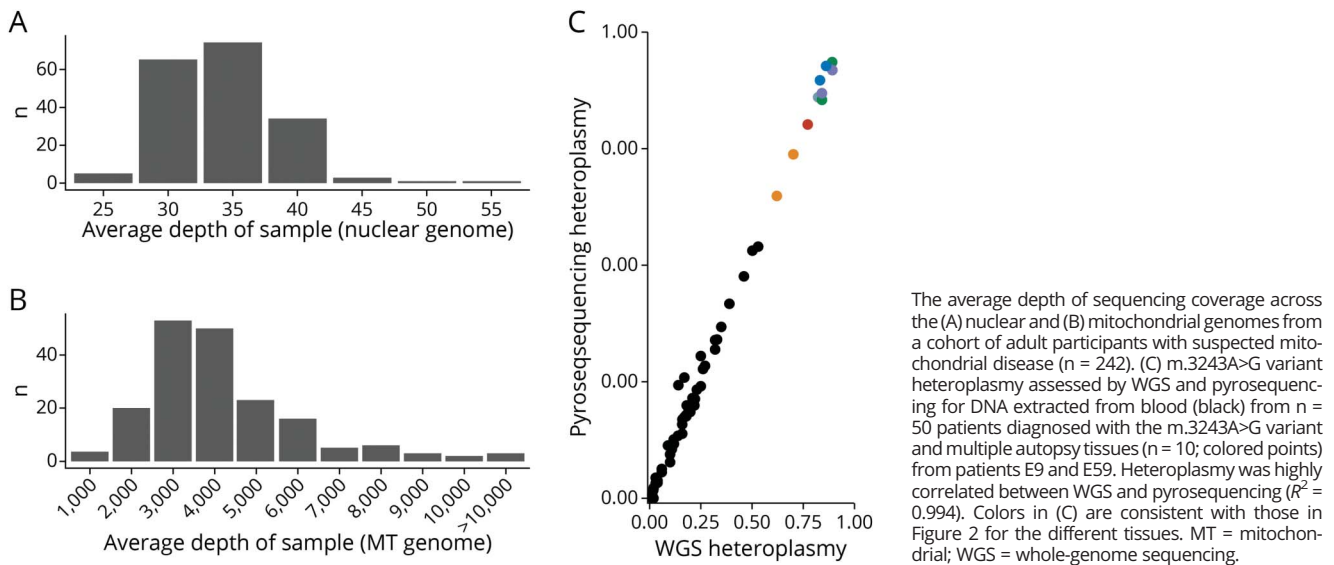 A
60
40
20
0
n
25 30 35 40 45 50 55
Average depth of sample (nuclear genome)
B
40
20
0
n
1,000 2,000 3,000 4,000 5,000 6,000 7,000 8,000 9,000 10,000 >10,000
Average depth of sample (MT genome)
C
1.00
0.00
0.00
0.00
0.00
Pyroseqsequencing heteroplasmy
0.00 0.25 0.50 0.75 1.00
WGS heteroplasmy
The average depth of sequencing coverage across
the (A) nuclear and (B) mitochondrial genomes from
a cohort of adult participants with suspected mito-
chondrial disease (n = 242). (C) m.3243A>G variant
heteroplasmy assessed by WGS and pyrosequenc-
ing for DNA extracted from blood (black) from n =
50 patients diagnosed with the m.3243A>G variant
and multiple autopsy tissues (n = 10; colored points)
from patients E9 and E59. Heteroplasmy was highly
correlated between WGS and pyrosequencing (R² =
0.994). Colors in (C) are consistent with those in
Figure 2 for the different tissues. MT = mitochon-
drial; WGS = whole-genome sequencing.